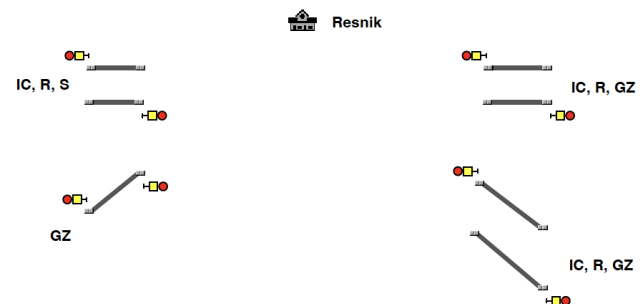 Resnik
IC, R, S
IC, R, GZ
GZ
IC, R, GZ